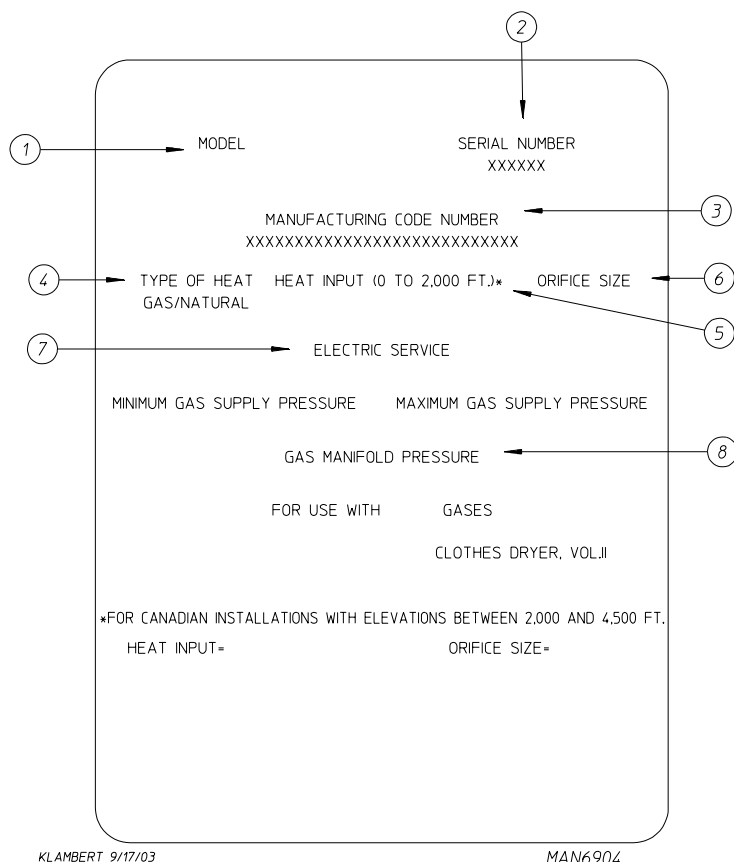 2
1 MODEL SERIAL NUMBER
XXXXXX
3
MANUFACTURING CODE NUMBER
XXXXXXXXXXXXXXXXXXXXXXXXXXXX
4 TYPE OF HEAT HEAT INPUT (0 TO 2,000 FT.)* ORIFICE SIZE 6
GAS/NATURAL
5
7 ELECTRIC SERVICE
MINIMUM GAS SUPPLY PRESSURE MAXIMUM GAS SUPPLY PRESSURE
GAS MANIFOLD PRESSURE 8
FOR USE WITH GASES
CLOTHES DRYER, VOL.II
*FOR CANADIAN INSTALLATIONS WITH ELEVATIONS BETWEEN 2,000 AND 4,500 FT.
HEAT INPUT= ORIFICE SIZE=
KLAMBERT 9/17/03 MAN6904